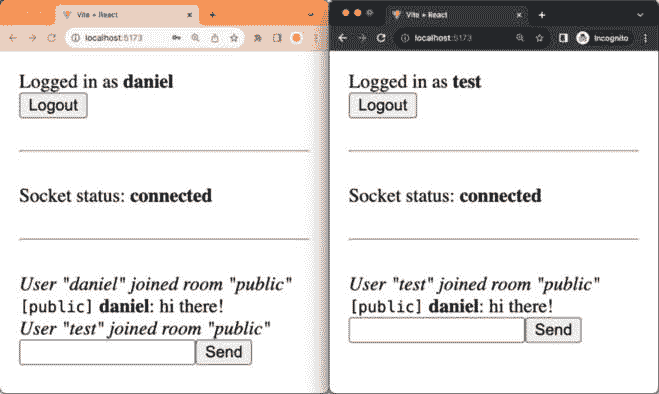 Vite + React
localhost:5173
Logged in as daniel
Logout
Socket status: connected
User "daniel" joined room "public"
[public] daniel: hi there!
User "test" joined room "public"
Send
Vite + React
localhost:5173
Incognito
Logged in as test
Logout
Socket status: connected
User "test" joined room "public"
[public] daniel: hi there!
Send